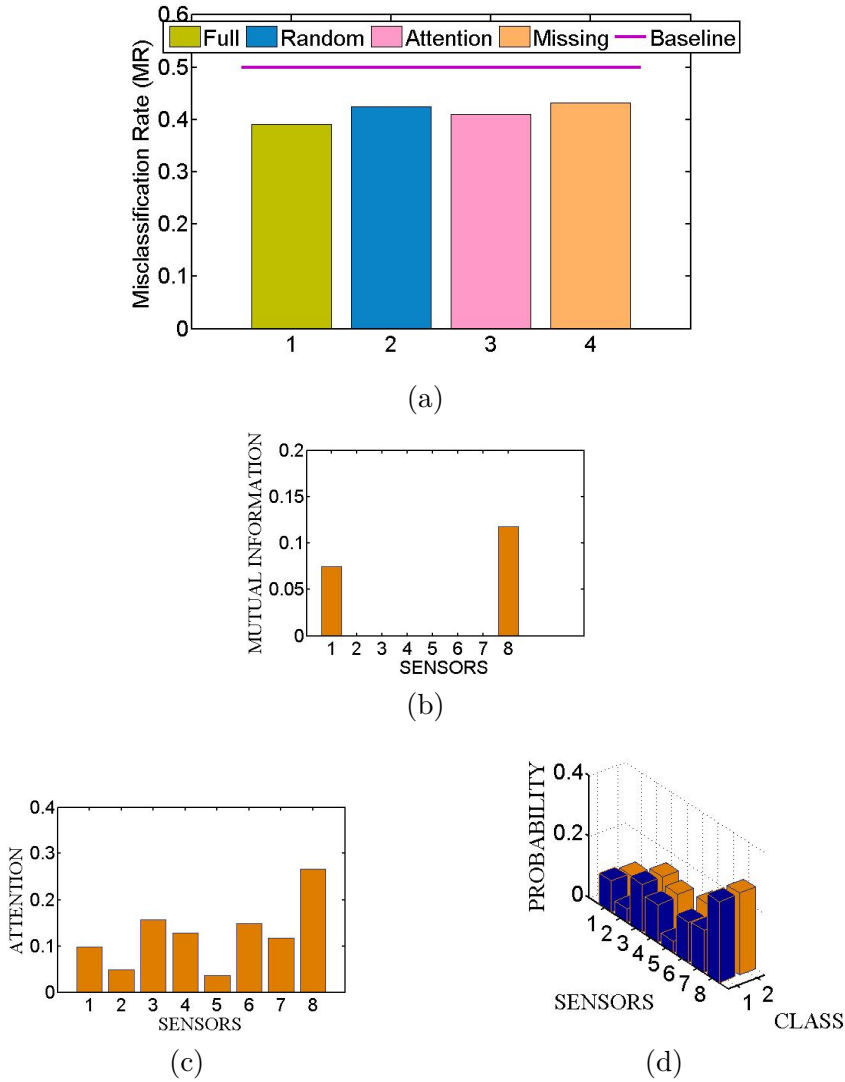 0.6
Full Random Attention Missing Baseline
0.5
0.4
0.3
0.2
0.1
0
Misclassification Rate (MR)
1 2 3 4
(a)
0.2
0.15
0.1
0.05
0
MUTUAL INFORMATION
1 2 3 4 5 6 7 8
SENSORS
(b)
0.4
0.3
0.2
0.1
0
ATTENTION
1 2 3 4 5 6 7 8
SENSORS
(c)
0.4
0.2
0
PROBABILITY
1 2 3 4 5 6 7 8
SENSORS
1 2
CLASS
(d)